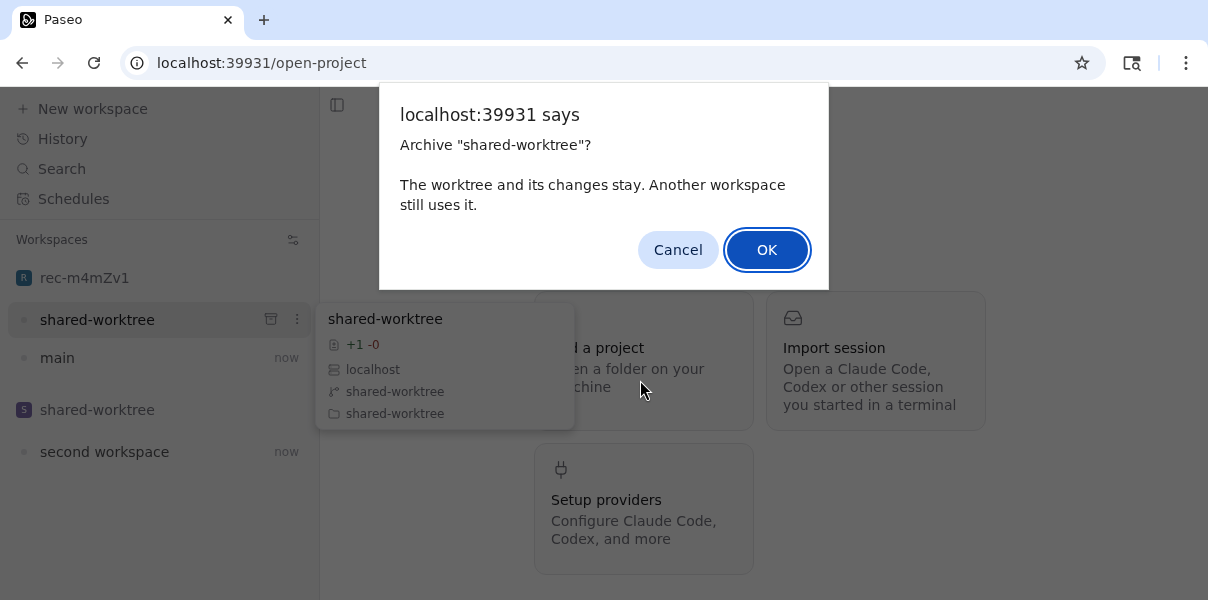 Paseo
localhost:39931/open-project
New workspace
History
Search
Schedules
Workspaces
R rec-m4mZv1
shared-worktree
main now
S shared-worktree
second workspace now
localhost:39931 says
Archive "shared-worktree"?
The worktree and its changes stay. Another workspace
still uses it.
Cancel OK
shared-worktree
+1 -0
localhost
shared-worktree
shared-worktree
a project
on your
Import session
Open a Claude Code,
Codex or other session
you started in a terminal
Setup providers
Configure Claude Code,
Codex, and more